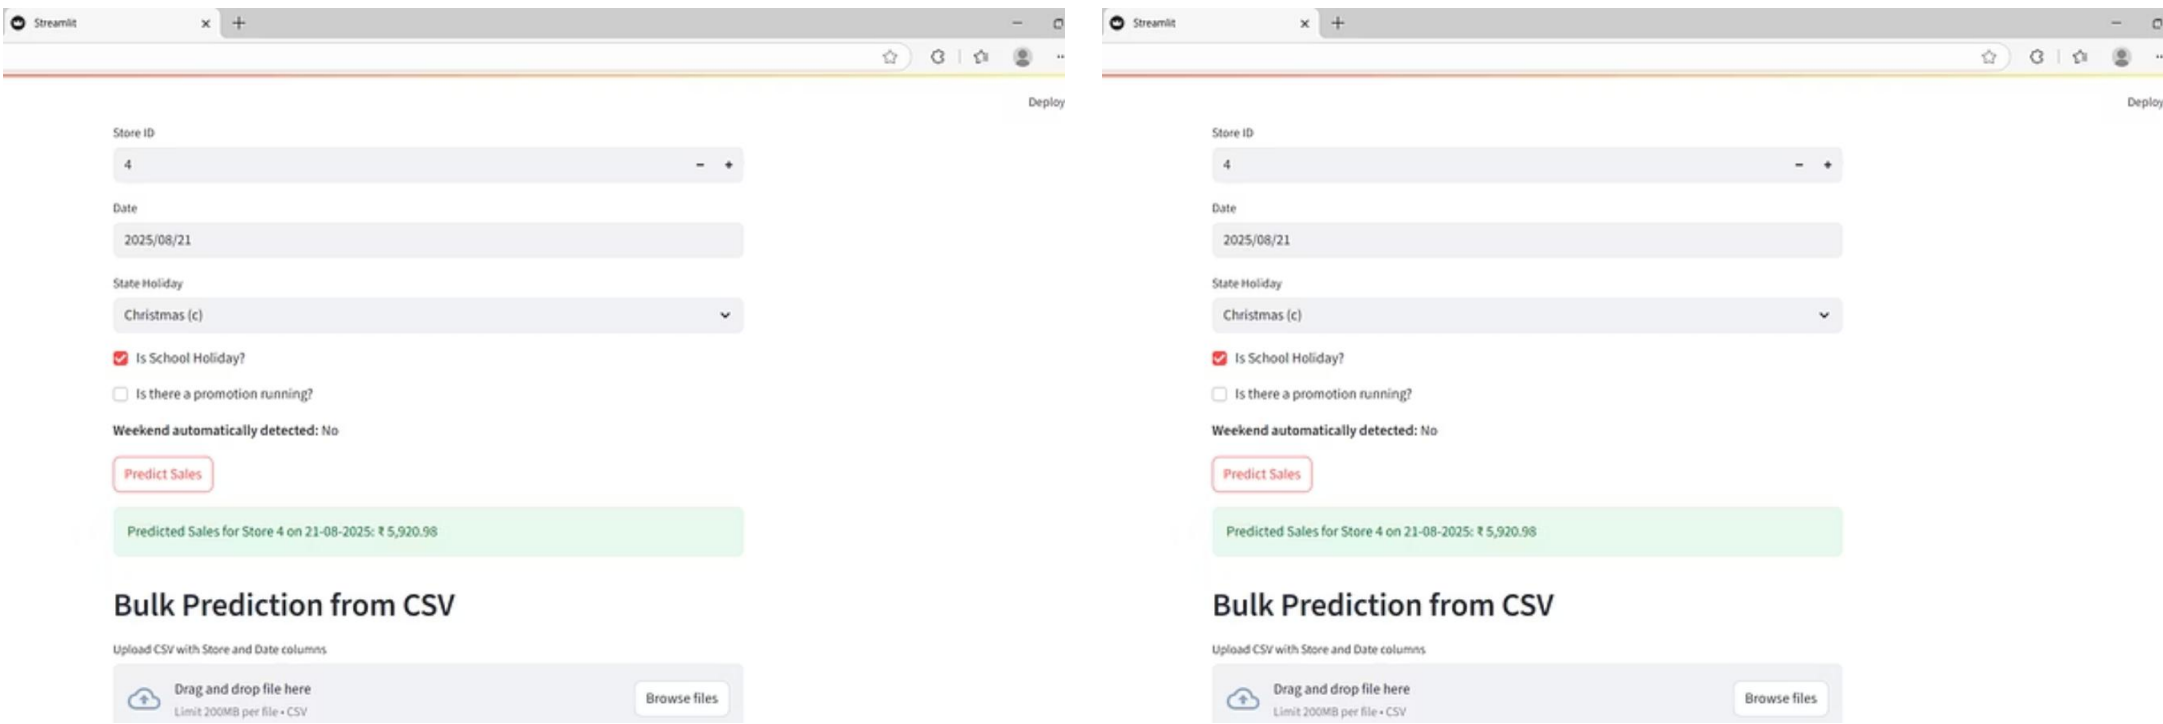 Streamlit
Deploy
Store ID
4
Date
2025/08/21
State Holiday
Christmas (c)
Is School Holiday?
Is there a promotion running?
Weekend automatically detected: No
Predict Sales
Predicted Sales for Store 4 on 21-08-2025: ₹ 5,920.98
Bulk Prediction from CSV
Upload CSV with Store and Date columns
Drag and drop file here
Limit 200MB per file • CSV
Browse files
Streamlit
Deploy
Store ID
4
Date
2025/08/21
State Holiday
Christmas (c)
Is School Holiday?
Is there a promotion running?
Weekend automatically detected: No
Predict Sales
Predicted Sales for Store 4 on 21-08-2025: ₹ 5,920.98
Bulk Prediction from CSV
Upload CSV with Store and Date columns
Drag and drop file here
Limit 200MB per file • CSV
Browse files